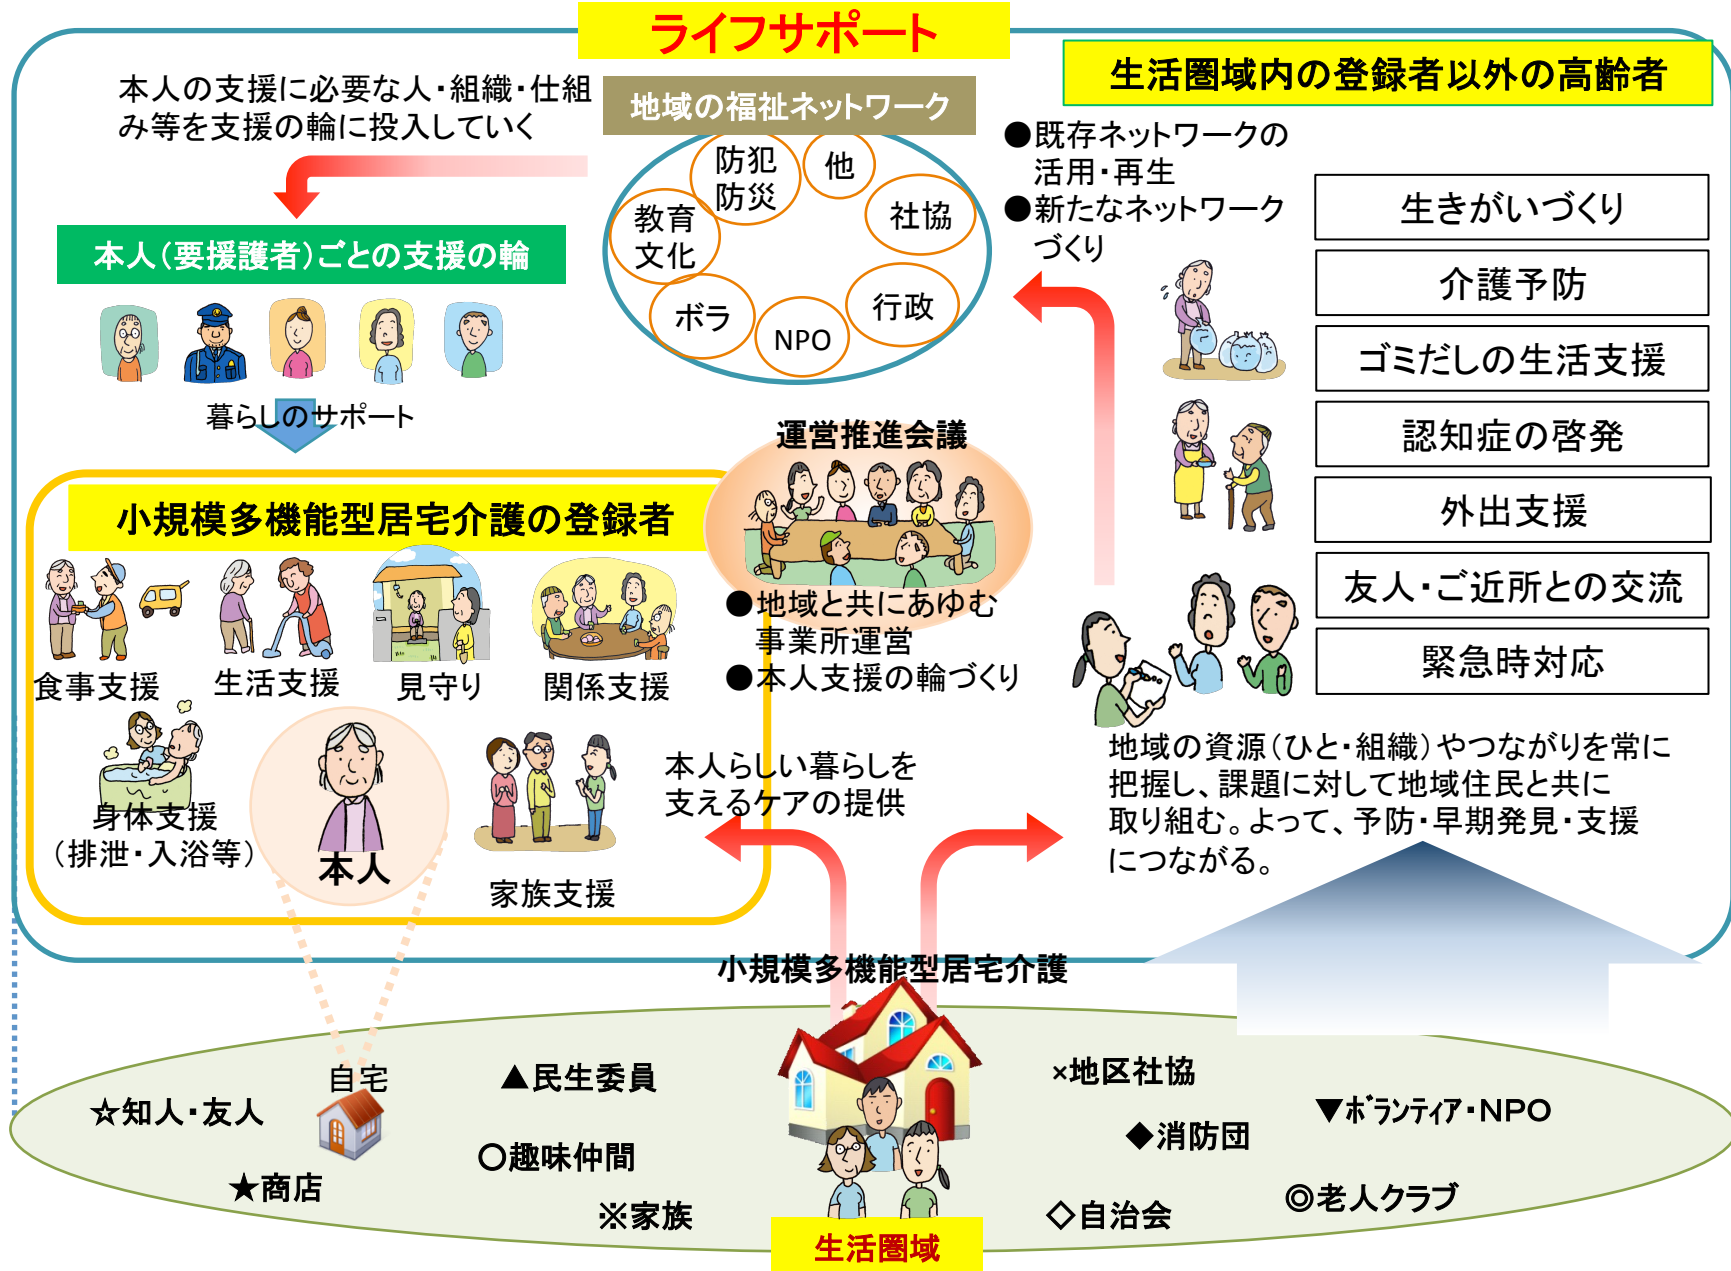 ライフサポート
本人の支援に必要な人・組織・仕組
み等を支援の輪に投入していく
地域の福祉ネットワーク
防犯
防災
他
教育
文化
社協
ボラ
NPO
行政
生活圏域内の登録者以外の高齢者
●既存ネットワークの
活用・再生
●新たなネットワーク
づくり
生きがいづくり
介護予防
ゴミだしの生活支援
認知症の啓発
外出支援
友人・ご近所との交流
緊急時対応
本人（要援護者）ごとの支援の輪
暮らしのサポート
運営推進会議
●地域と共にあゆむ
事業所運営
●本人支援の輪づくり
小規模多機能型居宅介護の登録者
食事支援
生活支援
見守り
関係支援
身体支援
（排泄・入浴等）
本人
家族支援
本人らしい暮らしを
支えるケアの提供
地域の資源（ひと・組織）やつながりを常に
把握し、課題に対して地域住民と共に
取り組む。よって、予防・早期発見・支援
につながる。
小規模多機能型居宅介護
自宅
☆知人・友人
★商店
▲民生委員
○趣味仲間
※家族
×地区社協
◆消防団
▼ボランティア・NPO
◇自治会
◎老人クラブ
生活圏域